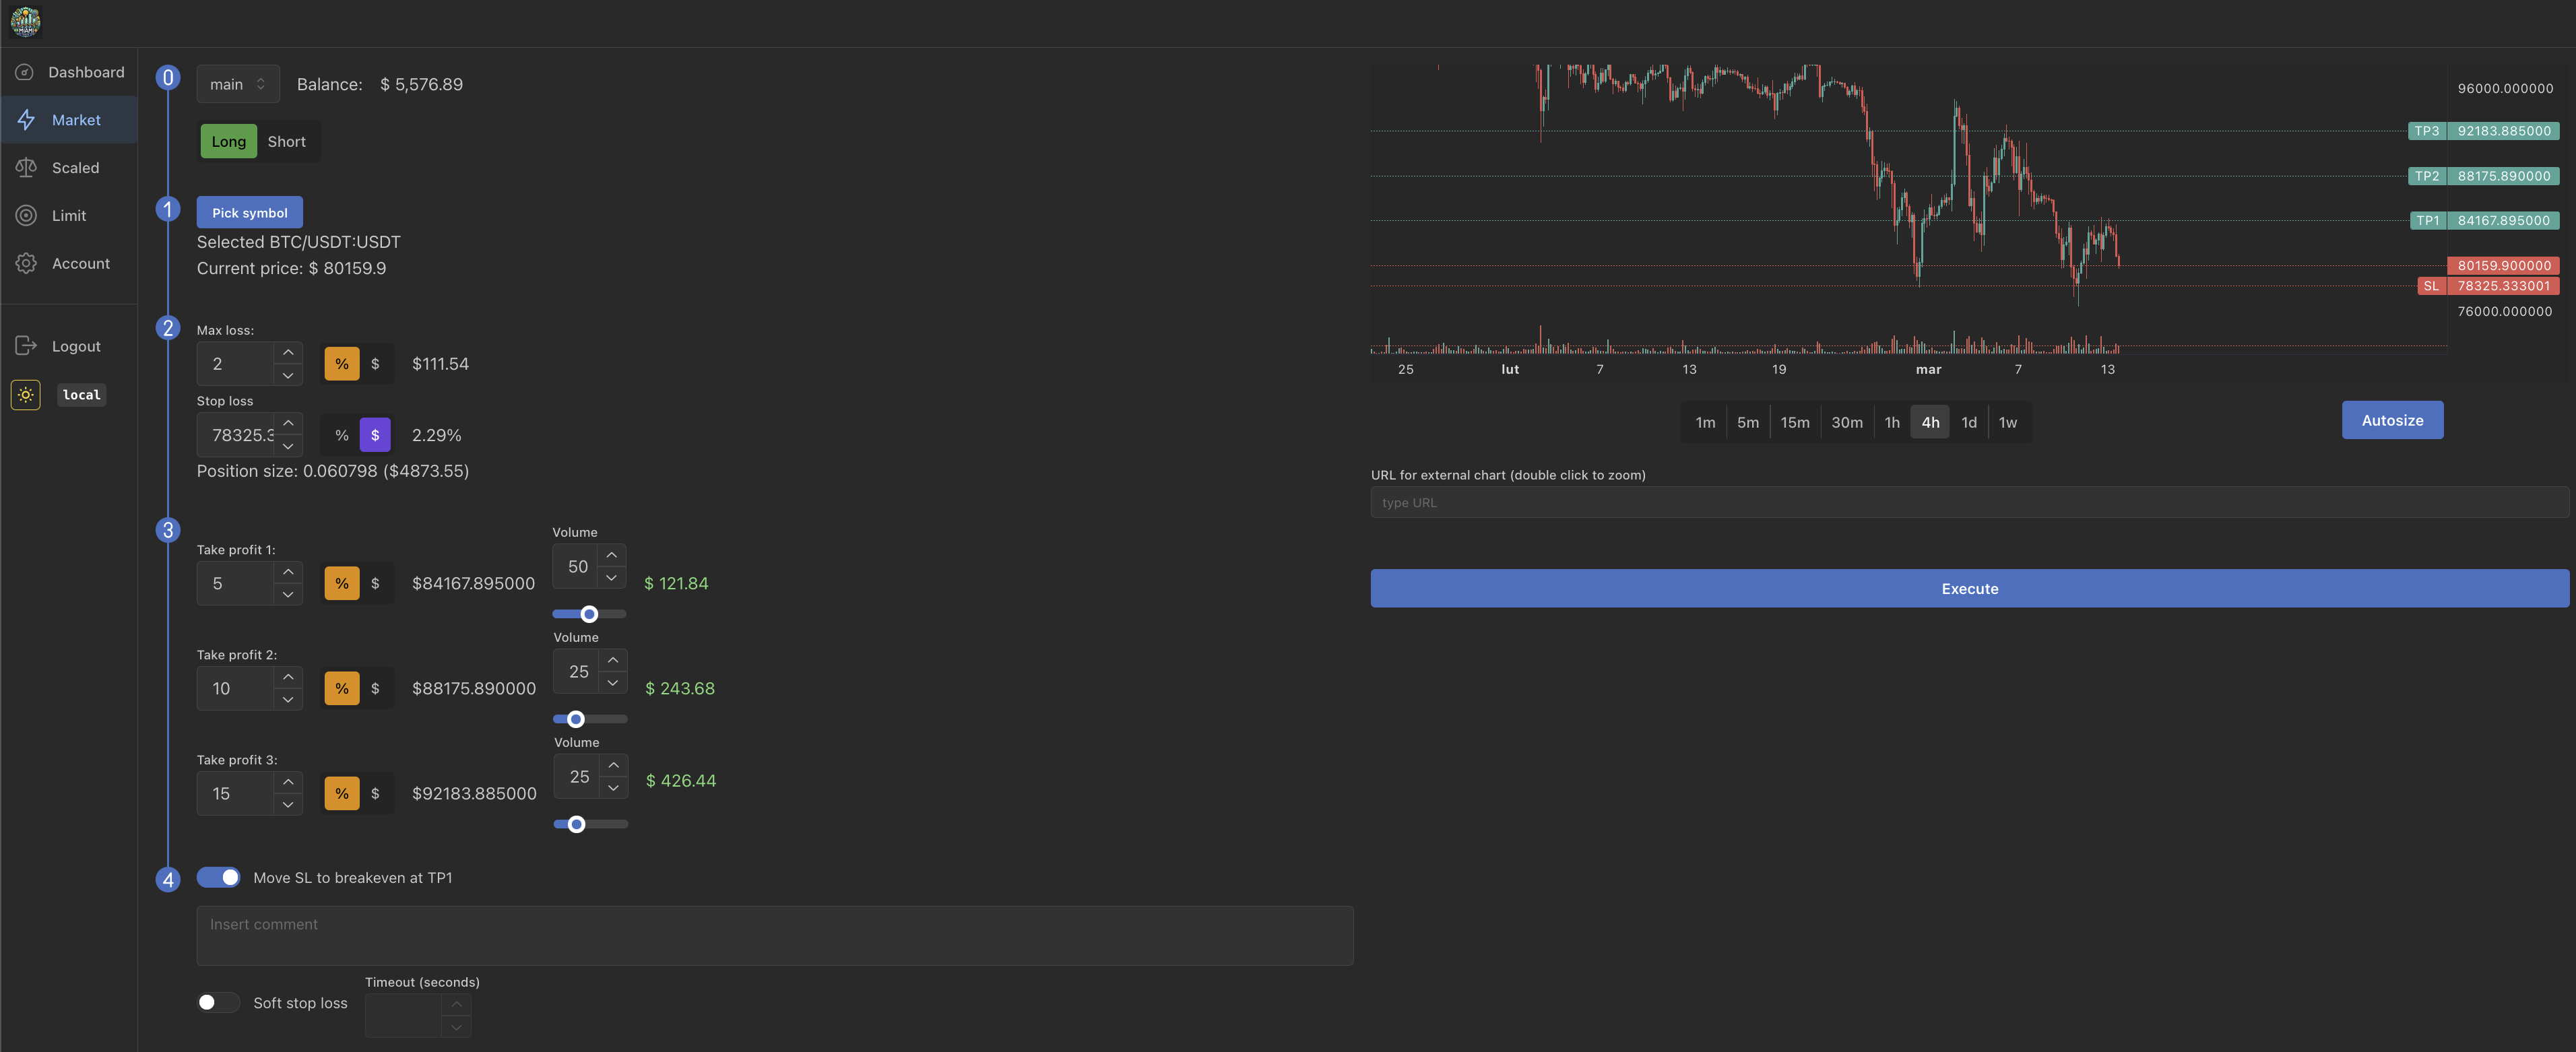 MIAMI
Dashboard
Market
Scaled
Limit
Account
Logout
local
0
main
Balance: $ 5,576.89
Long Short
1
Pick symbol
Selected BTC/USDT:USDT
Current price: $ 80159.9
2
Max loss:
2 % $ $111.54
Stop loss
78325.3 % $ 2.29%
Position size: 0.060798 ($4873.55)
3
Volume
Take profit 1:
5 % $ $84167.895000 50 $ 121.84
Volume
Take profit 2:
10 % $ $88175.890000 25 $ 243.68
Volume
Take profit 3:
15 % $ $92183.885000 25 $ 426.44
4
Move SL to breakeven at TP1
Insert comment
Timeout (seconds)
Soft stop loss
96000.000000
TP3 92183.885000
TP2 88175.890000
TP1 84167.895000
80159.900000
SL 78325.333001
76000.000000
25 lut 7 13 19 mar 7 13
1m 5m 15m 30m 1h 4h 1d 1w
Autosize
URL for external chart (double click to zoom)
type URL
Execute